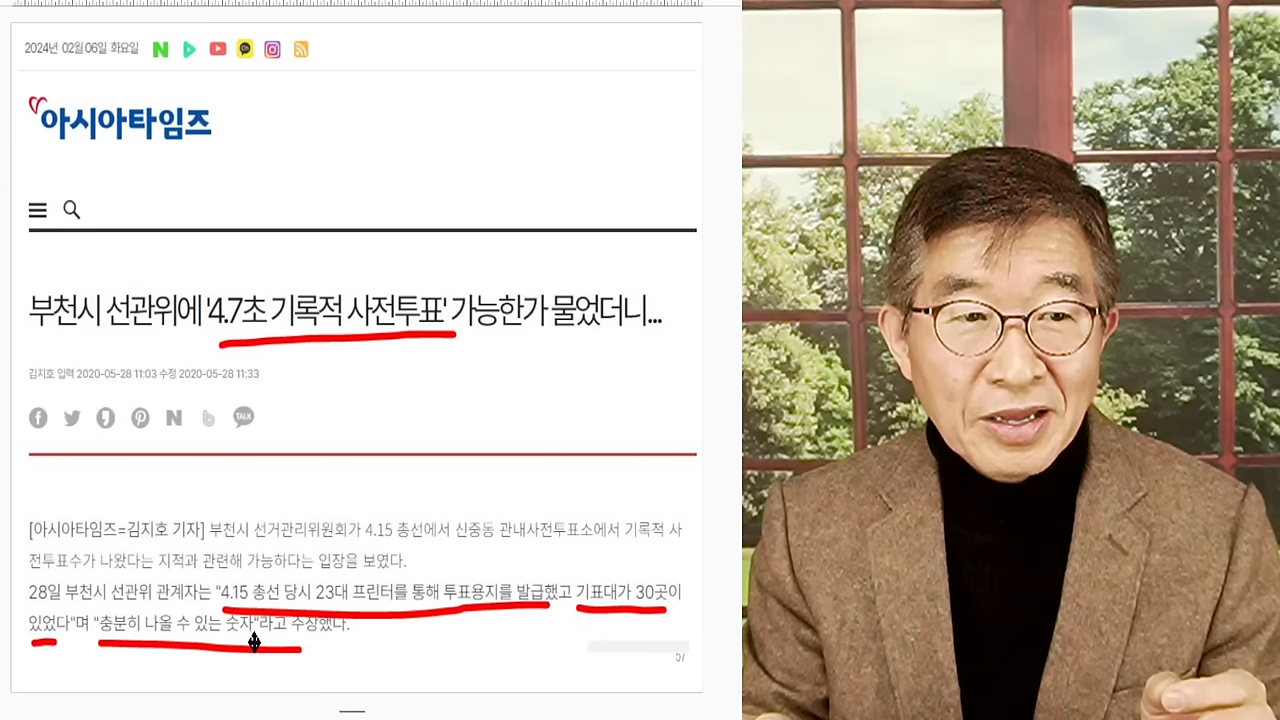 2024년 02월 06일 화요일
아시아타임즈
부천시 선관위에 '4.7초 기록적 사전투표' 가능한가 물었더니...
김지호 입력 2020-05-28 11:03 수정 2020-05-28 11:33
TALK
[아시아타임즈=김지호 기자] 부천시 선거관리위원회가 4.15 총선에서 신중동 관내사전투표소에서 기록적 사
전투표수가 나왔다는 지적과 관련해 가능하다는 입장을 보였다.
28일 부천시 선관위 관계자는 "4.15 총선 당시 23대 프린터를 통해 투표용지를 발급했고 기표대가 30곳이
있었다"며 "충분히 나올 수 있는 숫자"라고 주장했다.